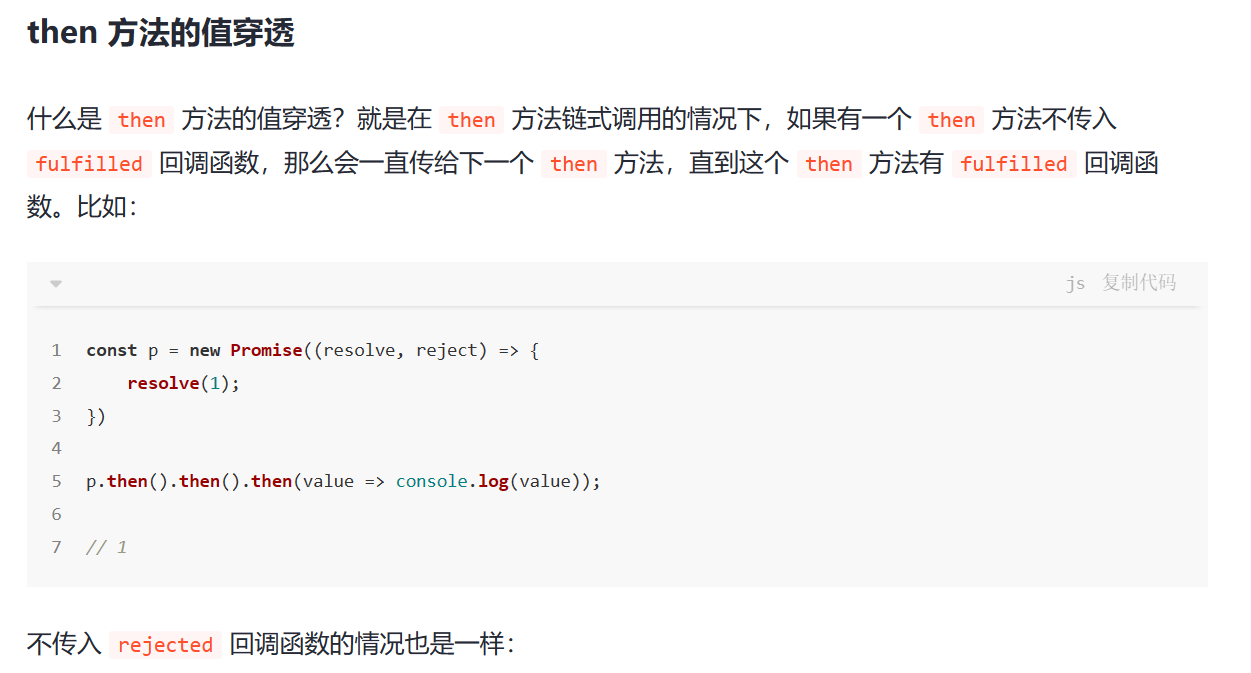 then 方法的值穿透
什么是 then 方法的值穿透？就是在 then 方法链式调用的情况下，如果有一个 then 方法不传入
fulfilled 回调函数，那么会一直传给下一个 then 方法，直到这个 then 方法有 fulfilled 回调函
数。比如：
js 复制代码
1 const p = new Promise((resolve, reject) => {
2     resolve(1);
3 })
4
5 p.then().then().then(value => console.log(value));
6
7 // 1
不传入 rejected 回调函数的情况也是一样：